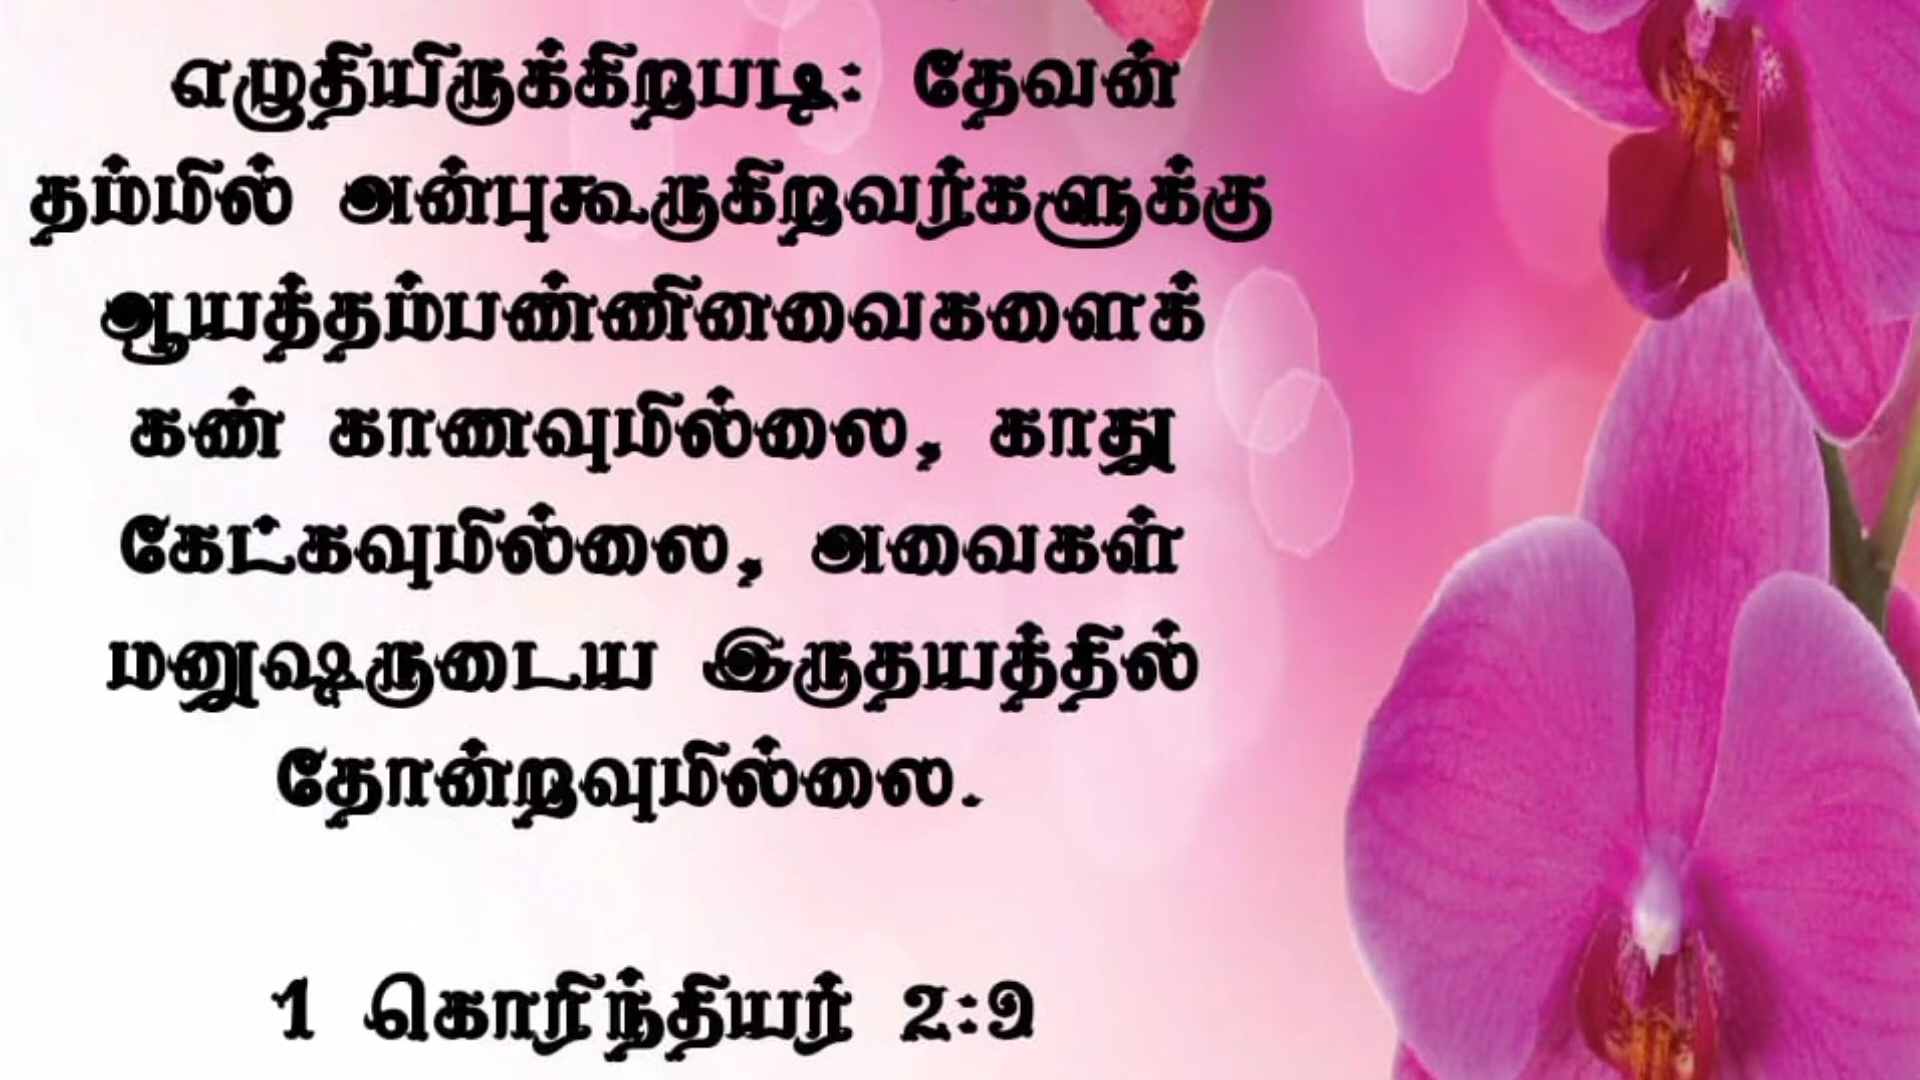 எழுதியிருக்கிறபடி: தேவன்
தம்மில் அன்புகூருகிறவர்களுக்கு
ஆயத்தம்பண்ணினவைகளைக்
கண் காணவுமில்லை, காது
கேட்கவுமில்லை, அவைகள்
மனுஷருடைய இருதயத்தில்
தோன்றவுமில்லை.
1 கொரிந்தியர் 2:9